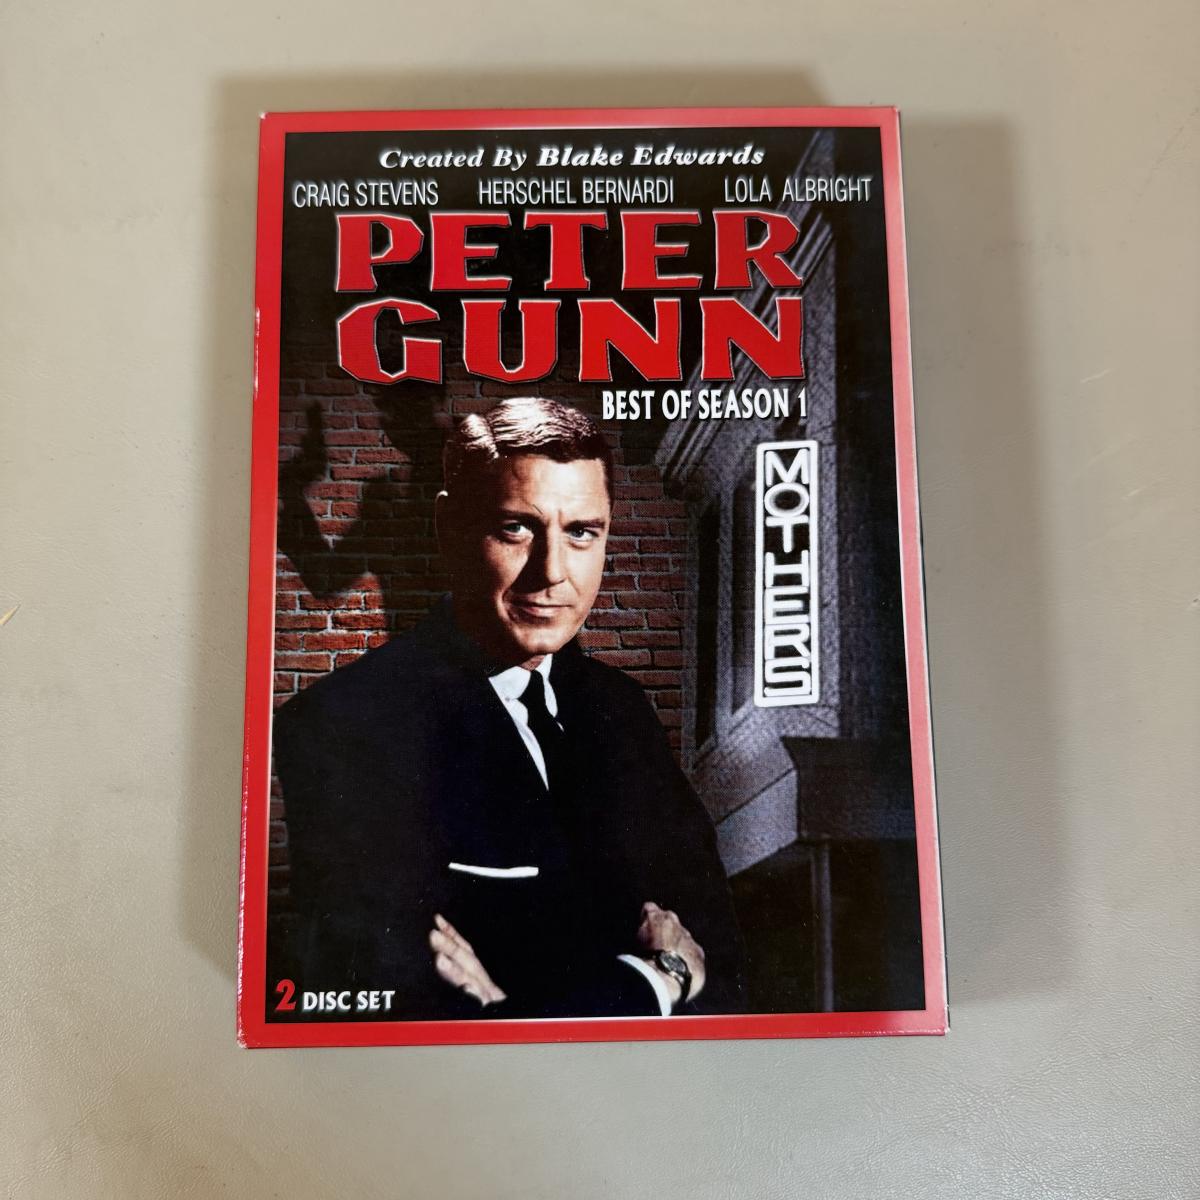 Created By Blake Edwards
CRAIG STEVENS HERSCHEL BERNARDI LOLA ALBRIGHT
PETER
GUNN
BEST OF SEASON 1
MOTHERS
2 DISC SET